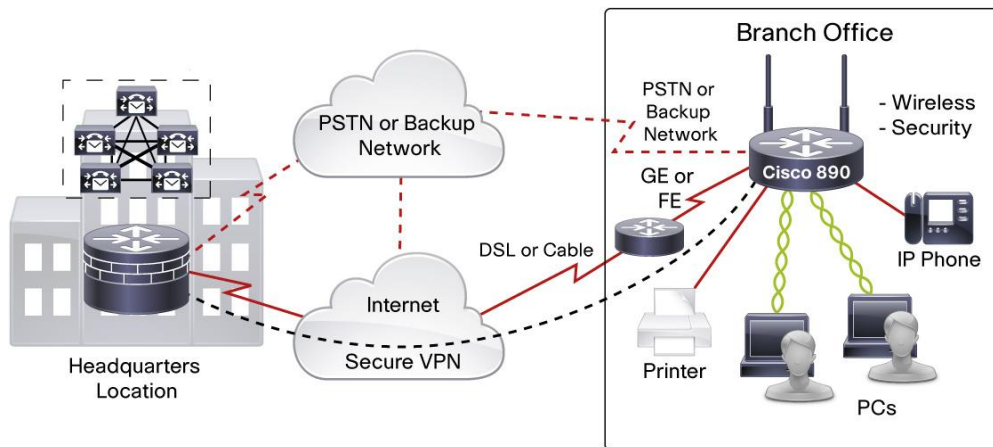 Branch Office
PSTN or
Backup
Network
- Wireless
- Security
PSTN or Backup
Network
GE or
FE
Cisco 890
DSL or Cable
IP Phone
Internet
Secure VPN
Headquarters
Location
Printer
PCs